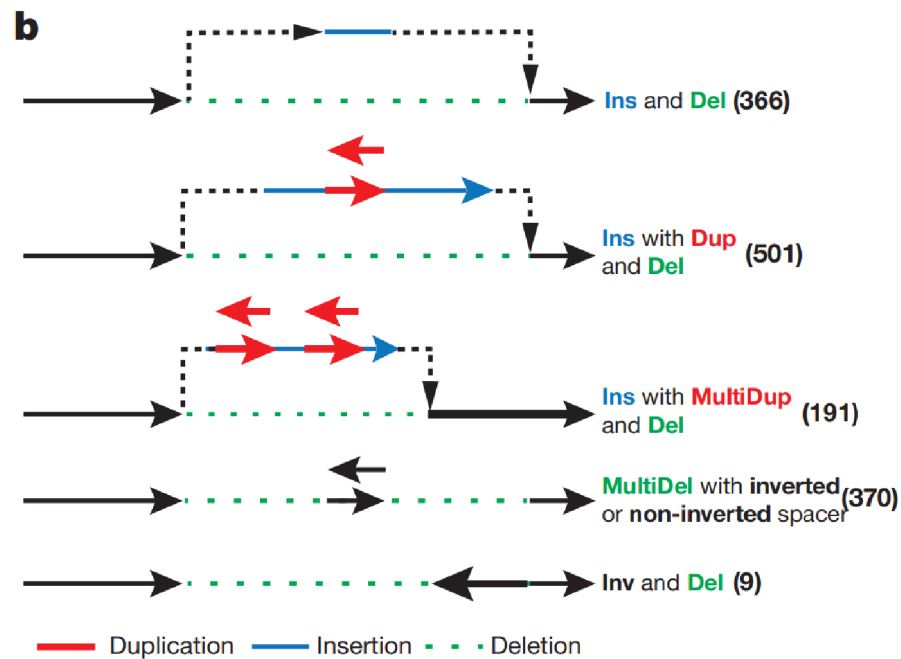 b
Ins and Del (366)
Ins with Dup
and Del (501)
Ins with MultiDup
and Del (191)
MultiDel with inverted
or non-inverted spacer (370)
Inv and Del (9)
Duplication Insertion Deletion